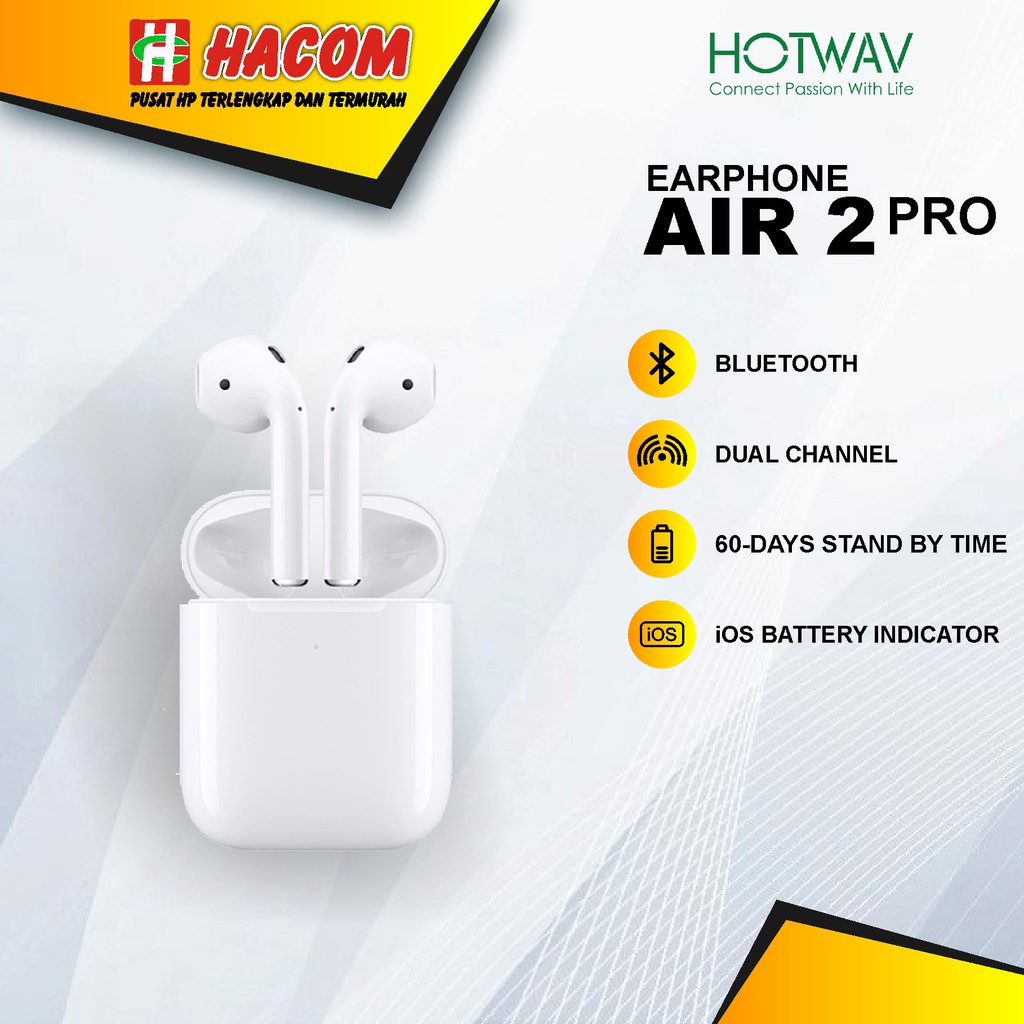 HACOM
PUSAT HP TERLENGKAP DAN TERMURAH
HOTWAV
Connect Passion With Life
EARPHONE
AIR 2 PRO
BLUETOOTH
DUAL CHANNEL
60-DAYS STAND BY TIME
iOS
iOS BATTERY INDICATOR